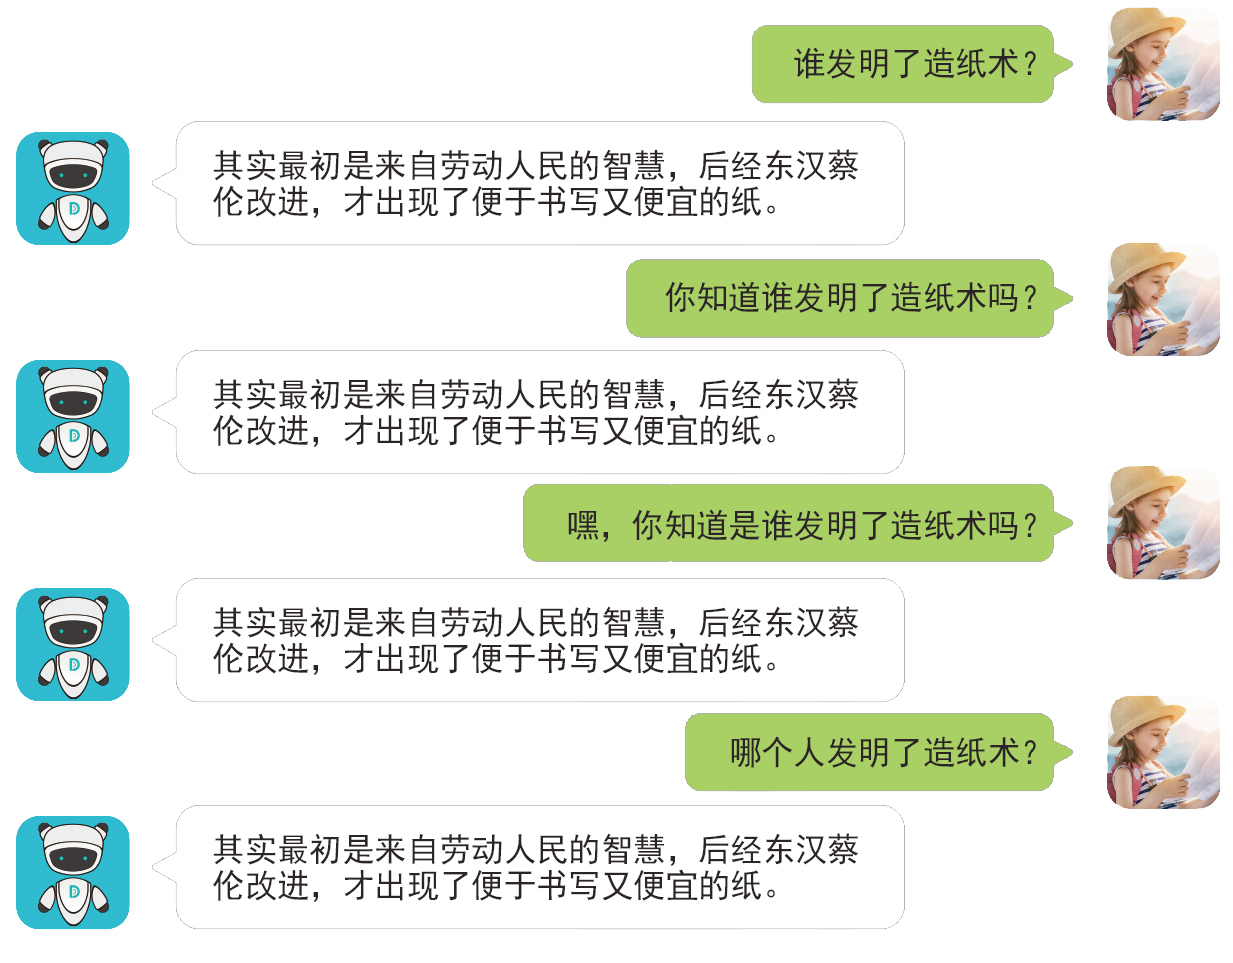 谁发明了造纸术？
其实最初是来自劳动人民的智慧，后经东汉蔡
伦改进，才出现了便于书写又便宜的纸。
你知道谁发明了造纸术吗？
其实最初是来自劳动人民的智慧，后经东汉蔡
伦改进，才出现了便于书写又便宜的纸。
嘿，你知道是谁发明了造纸术吗？
其实最初是来自劳动人民的智慧，后经东汉蔡
伦改进，才出现了便于书写又便宜的纸。
哪个人发明了造纸术？
其实最初是来自劳动人民的智慧，后经东汉蔡
伦改进，才出现了便于书写又便宜的纸。